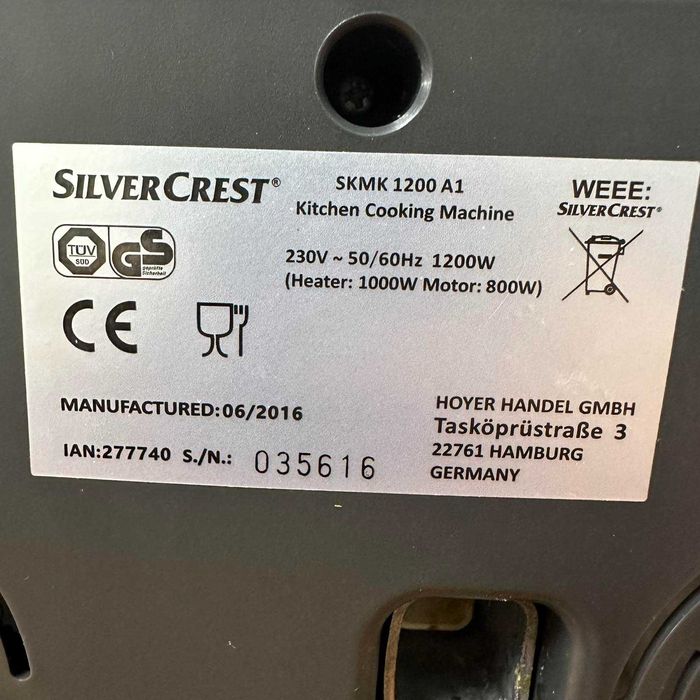 SILVERCREST®
SKMK 1200 A1
Kitchen Cooking Machine
WEEE:
SILVERCREST®
230V ~ 50/60Hz 1200W
(Heater: 1000W Motor: 800W)
TÜV
SÜD
GS
geprüfte
Sicherheit
CE
MANUFACTURED:06/2016
IAN:277740 S./N.: 035616
HOYER HANDEL GMBH
Tasköprüstraße 3
22761 HAMBURG
GERMANY